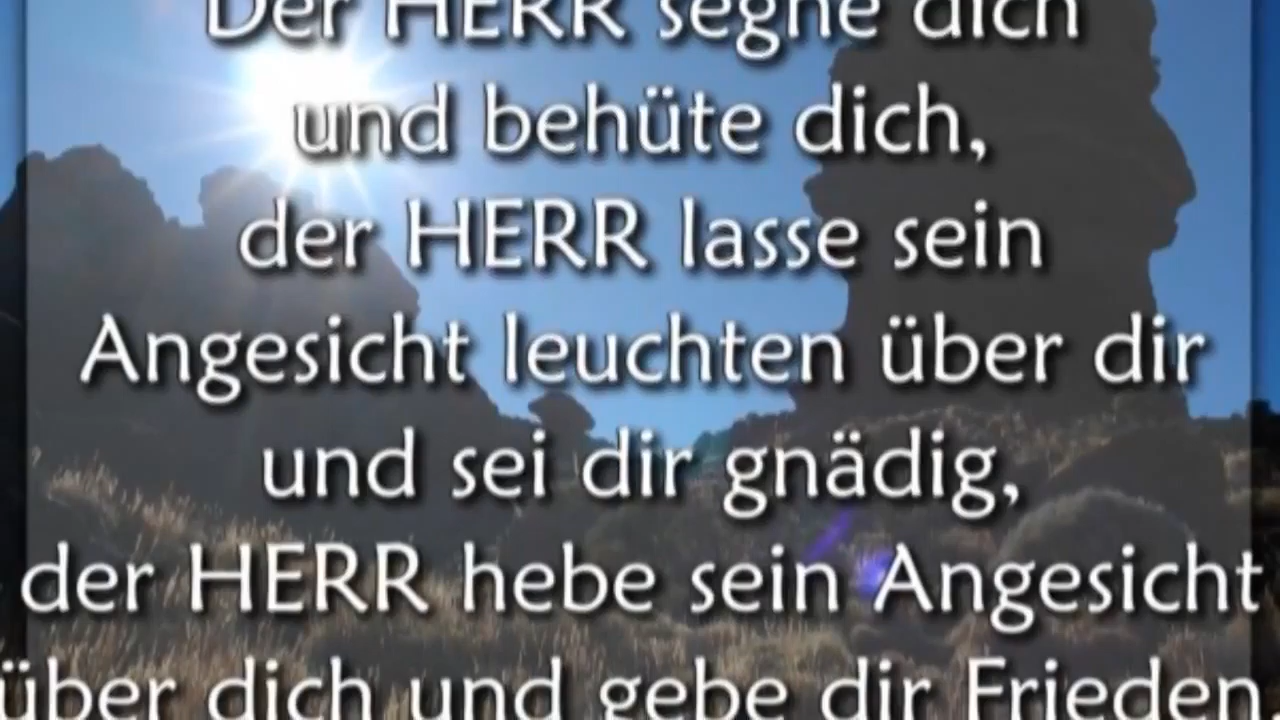 Der HERR segne dich
und behüte dich,
der HERR lasse sein
Angesicht leuchten über dir
und sei dir gnädig,
der HERR hebe sein Angesicht
über dich und gebe dir Frieden.